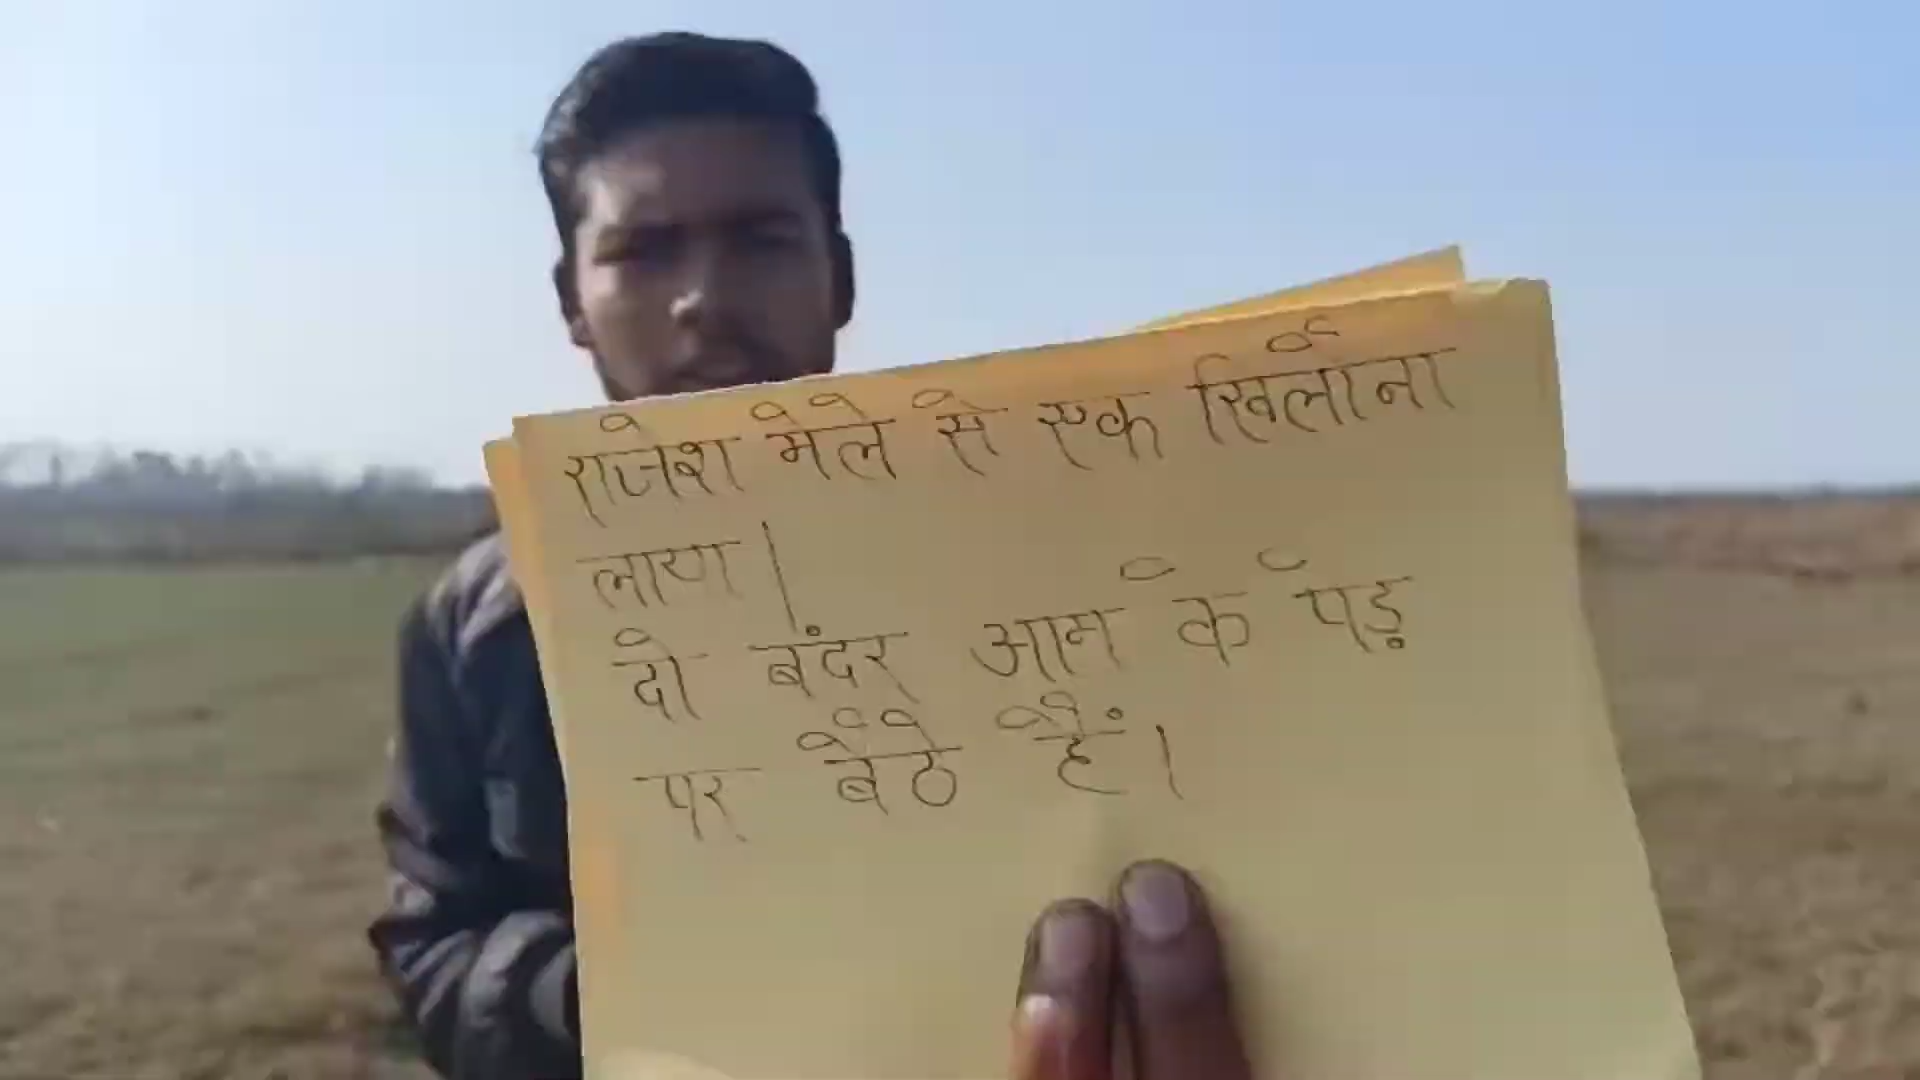 राजेश मेले से एक खिलौना
लाया।
दो बंदर आम के पेड़
पर बैठे हैं।